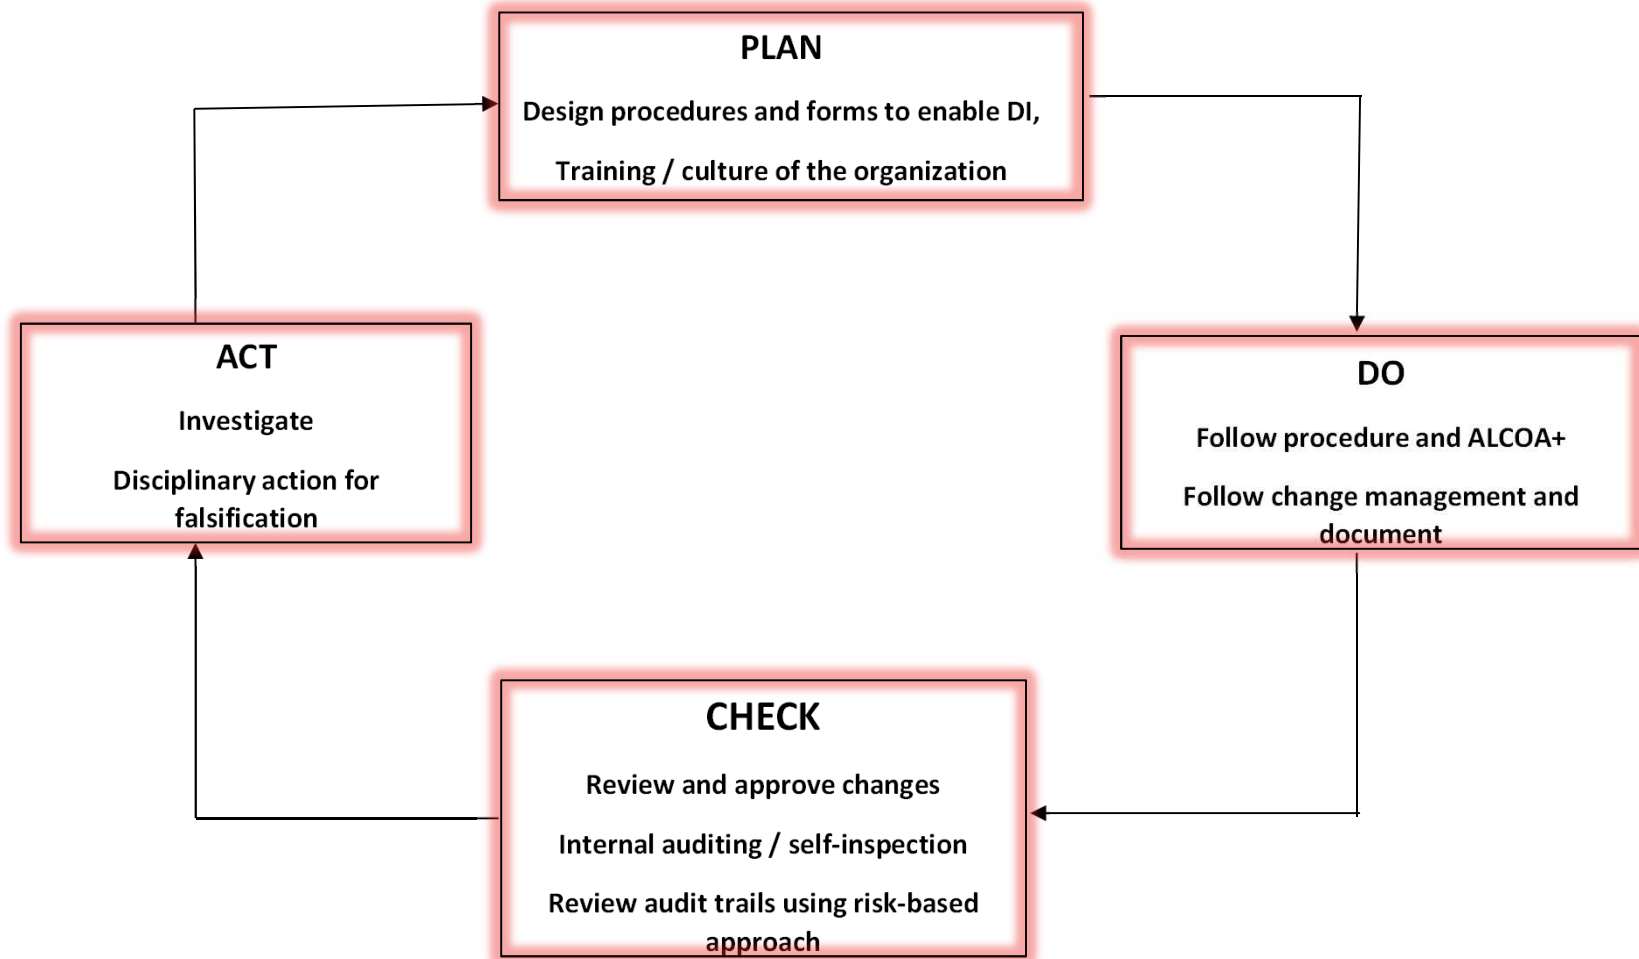 PLAN
Design procedures and forms to enable DI,
Training / culture of the organization
ACT
Investigate
Disciplinary action for
falsification
DO
Follow procedure and ALCOA+
Follow change management and
document
CHECK
Review and approve changes
Internal auditing / self-inspection
Review audit trails using risk-based
approach